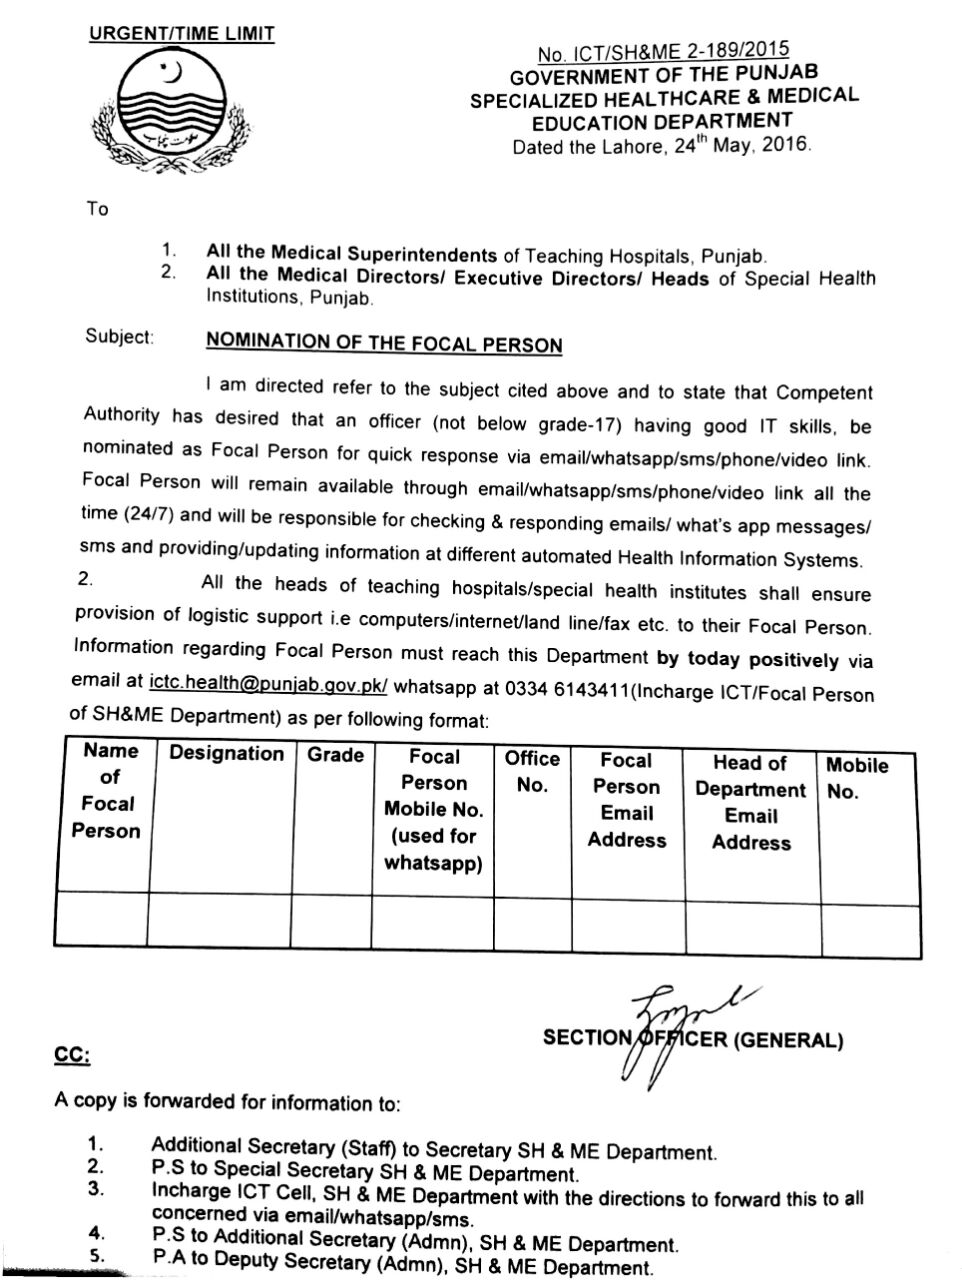 URGENT/TIME LIMIT
No. ICT/SH&ME 2-189/2015
GOVERNMENT OF THE PUNJAB
SPECIALIZED HEALTHCARE & MEDICAL
EDUCATION DEPARTMENT
Dated the Lahore, 24th May, 2016.
To
1. All the Medical Superintendents of Teaching Hospitals, Punjab.
2. All the Medical Directors/ Executive Directors/ Heads of Special Health
Institutions, Punjab.
Subject: NOMINATION OF THE FOCAL PERSON
I am directed refer to the subject cited above and to state that Competent
Authority has desired that an officer (not below grade-17) having good IT skills, be
nominated as Focal Person for quick response via email/whatsapp/sms/phone/video link.
Focal Person will remain available through email/whatsapp/sms/phone/video link all the
time (24/7) and will be responsible for checking & responding emails/ what's app messages/
sms and providing/updating information at different automated Health Information Systems.
2. All the heads of teaching hospitals/special health institutes shall ensure
provision of logistic support i.e computers/internet/land line/fax etc. to their Focal Person.
Information regarding Focal Person must reach this Department by today positively via
email at ictc.health@punjab.gov.pk/ whatsapp at 0334 6143411(Incharge ICT/Focal Person
of SH&ME Department) as per following format:
Name of Focal Person
Designation
Grade
Focal Person Mobile No. (used for whatsapp)
Office No.
Focal Person Email Address
Head of Department Email Address
Mobile No.
SECTION OFFICER (GENERAL)
CC:
A copy is forwarded for information to:
1. Additional Secretary (Staff) to Secretary SH & ME Department.
2. P.S to Special Secretary SH & ME Department.
3. Incharge ICT Cell, SH & ME Department with the directions to forward this to all
concerned via email/whatsapp/sms.
4. P.S to Additional Secretary (Admn), SH & ME Department.
5. P.A to Deputy Secretary (Admn), SH & ME Department.